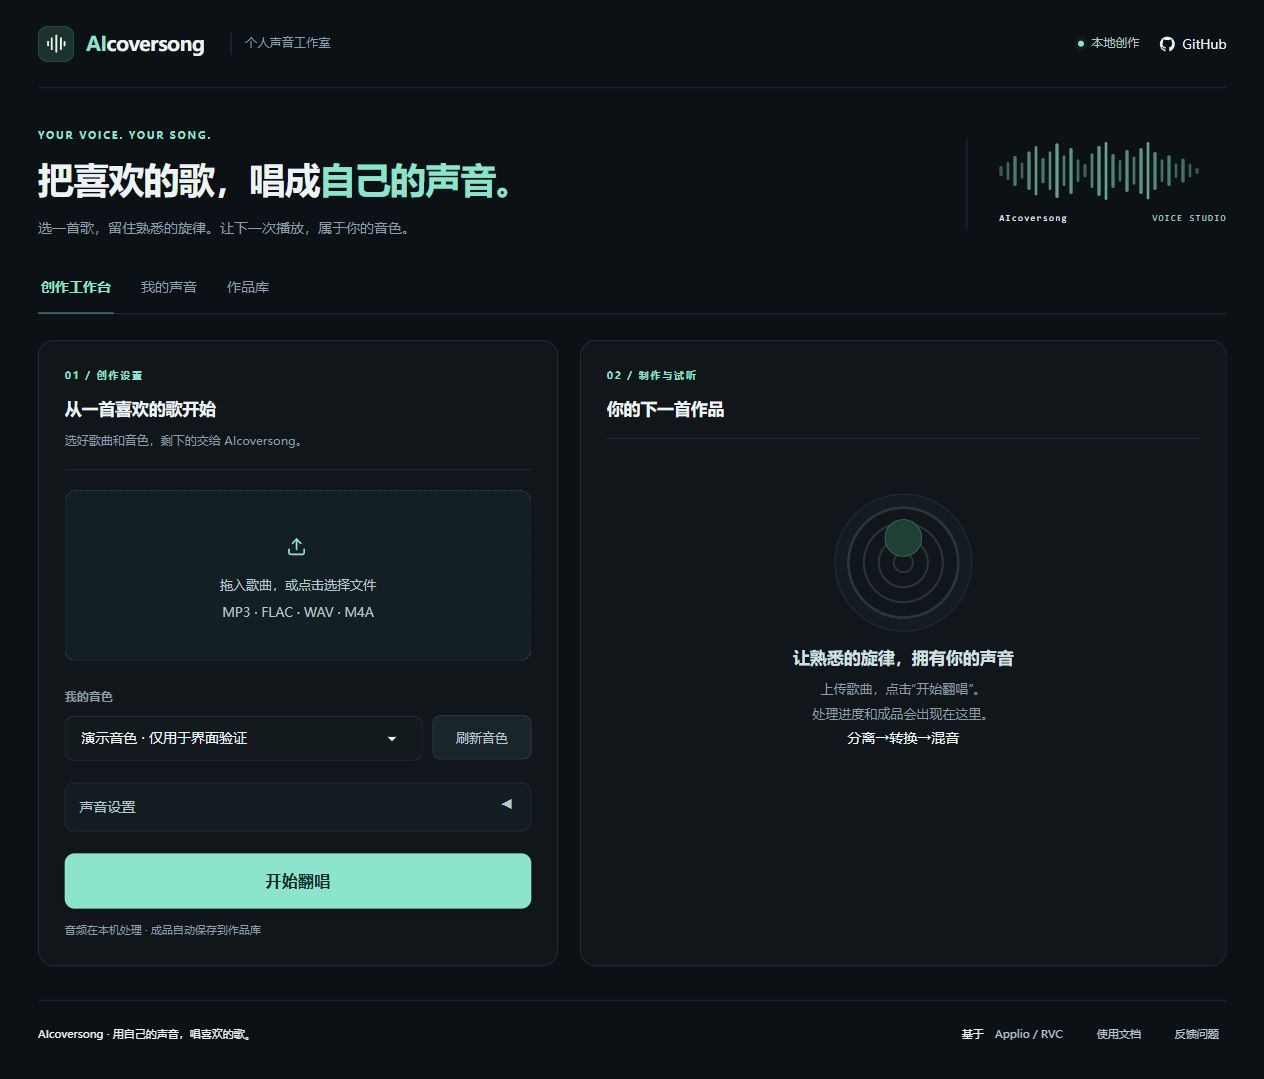 AIcoversong
个人声音工作室
本地创作
GitHub
YOUR VOICE. YOUR SONG.
把喜欢的歌，唱成自己的声音。
选一首歌，留住熟悉的旋律。让下一次播放，属于你的音色。
AIcoversong
VOICE STUDIO
创作工作台
我的声音
作品库
01 / 创作设置
从一首喜欢的歌开始
选好歌曲和音色，剩下的交给 AIcoversong。
拖入歌曲，或点击选择文件
MP3 · FLAC · WAV · M4A
我的音色
演示音色 · 仅用于界面验证
刷新音色
声音设置
开始翻唱
音频在本机处理 · 成品自动保存到作品库
02 / 制作与试听
你的下一首作品
让熟悉的旋律，拥有你的声音
上传歌曲，点击“开始翻唱”。
处理进度和成品会出现在这里。
分离→转换→混音
AIcoversong · 用自己的声音，唱喜欢的歌。
基于 Applio / RVC
使用文档
反馈问题